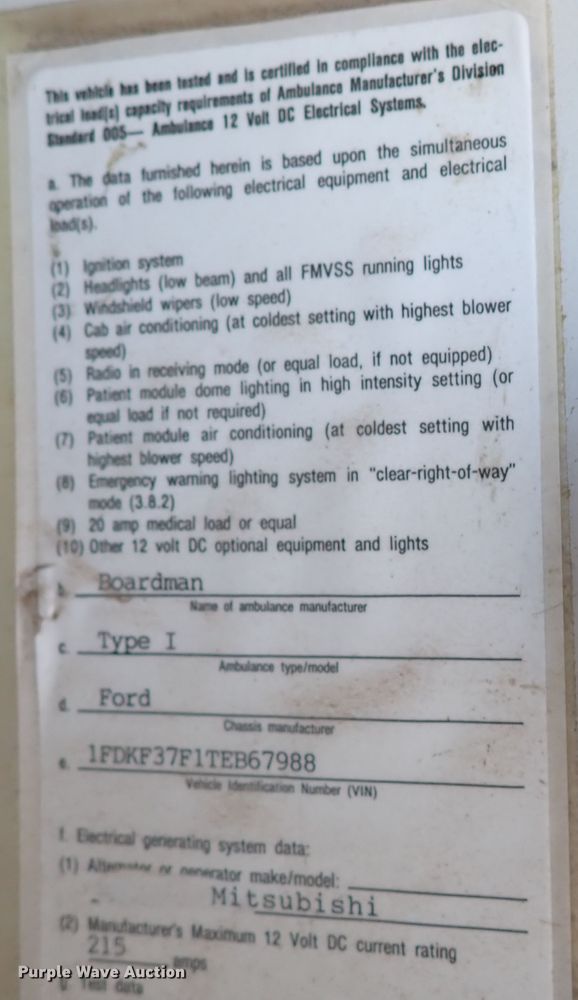 This vehicle has been tested and is certified in compliance with the elec-
trical load(s) capacity requirements of Ambulance Manufacturer's Division
Standard 005— Ambulance 12 Volt DC Electrical Systems.
a. The data furnished herein is based upon the simultaneous
operation of the following electrical equipment and electrical
load(s).
(1) Ignition system
(2) Headlights (low beam) and all FMVSS running lights
(3) Windshield wipers (low speed)
(4) Cab air conditioning (at coldest setting with highest blower
speed)
(5) Radio in receiving mode (or equal load, if not equipped)
(6) Patient module dome lighting in high intensity setting (or
equal load if not required)
(7) Patient module air conditioning (at coldest setting with
highest blower speed)
(8) Emergency warning lighting system in "clear-right-of-way"
mode (3.8.2)
(9) 20 amp medical load or equal
(10) Other 12 volt DC optional equipment and lights
b. Boardman
Name of ambulance manufacturer
c. Type I
Ambulance type/model
d. Ford
Chassis manufacturer
e. 1FDKF37F1TEB67988
Vehicle Identification Number (VIN)
f. Electrical generating system data:
(1) Alternator or generator make/model:
Mitsubishi
(2) Manufacturer's Maximum 12 Volt DC current rating
215 amps
g. Test data
Purple Wave Auction